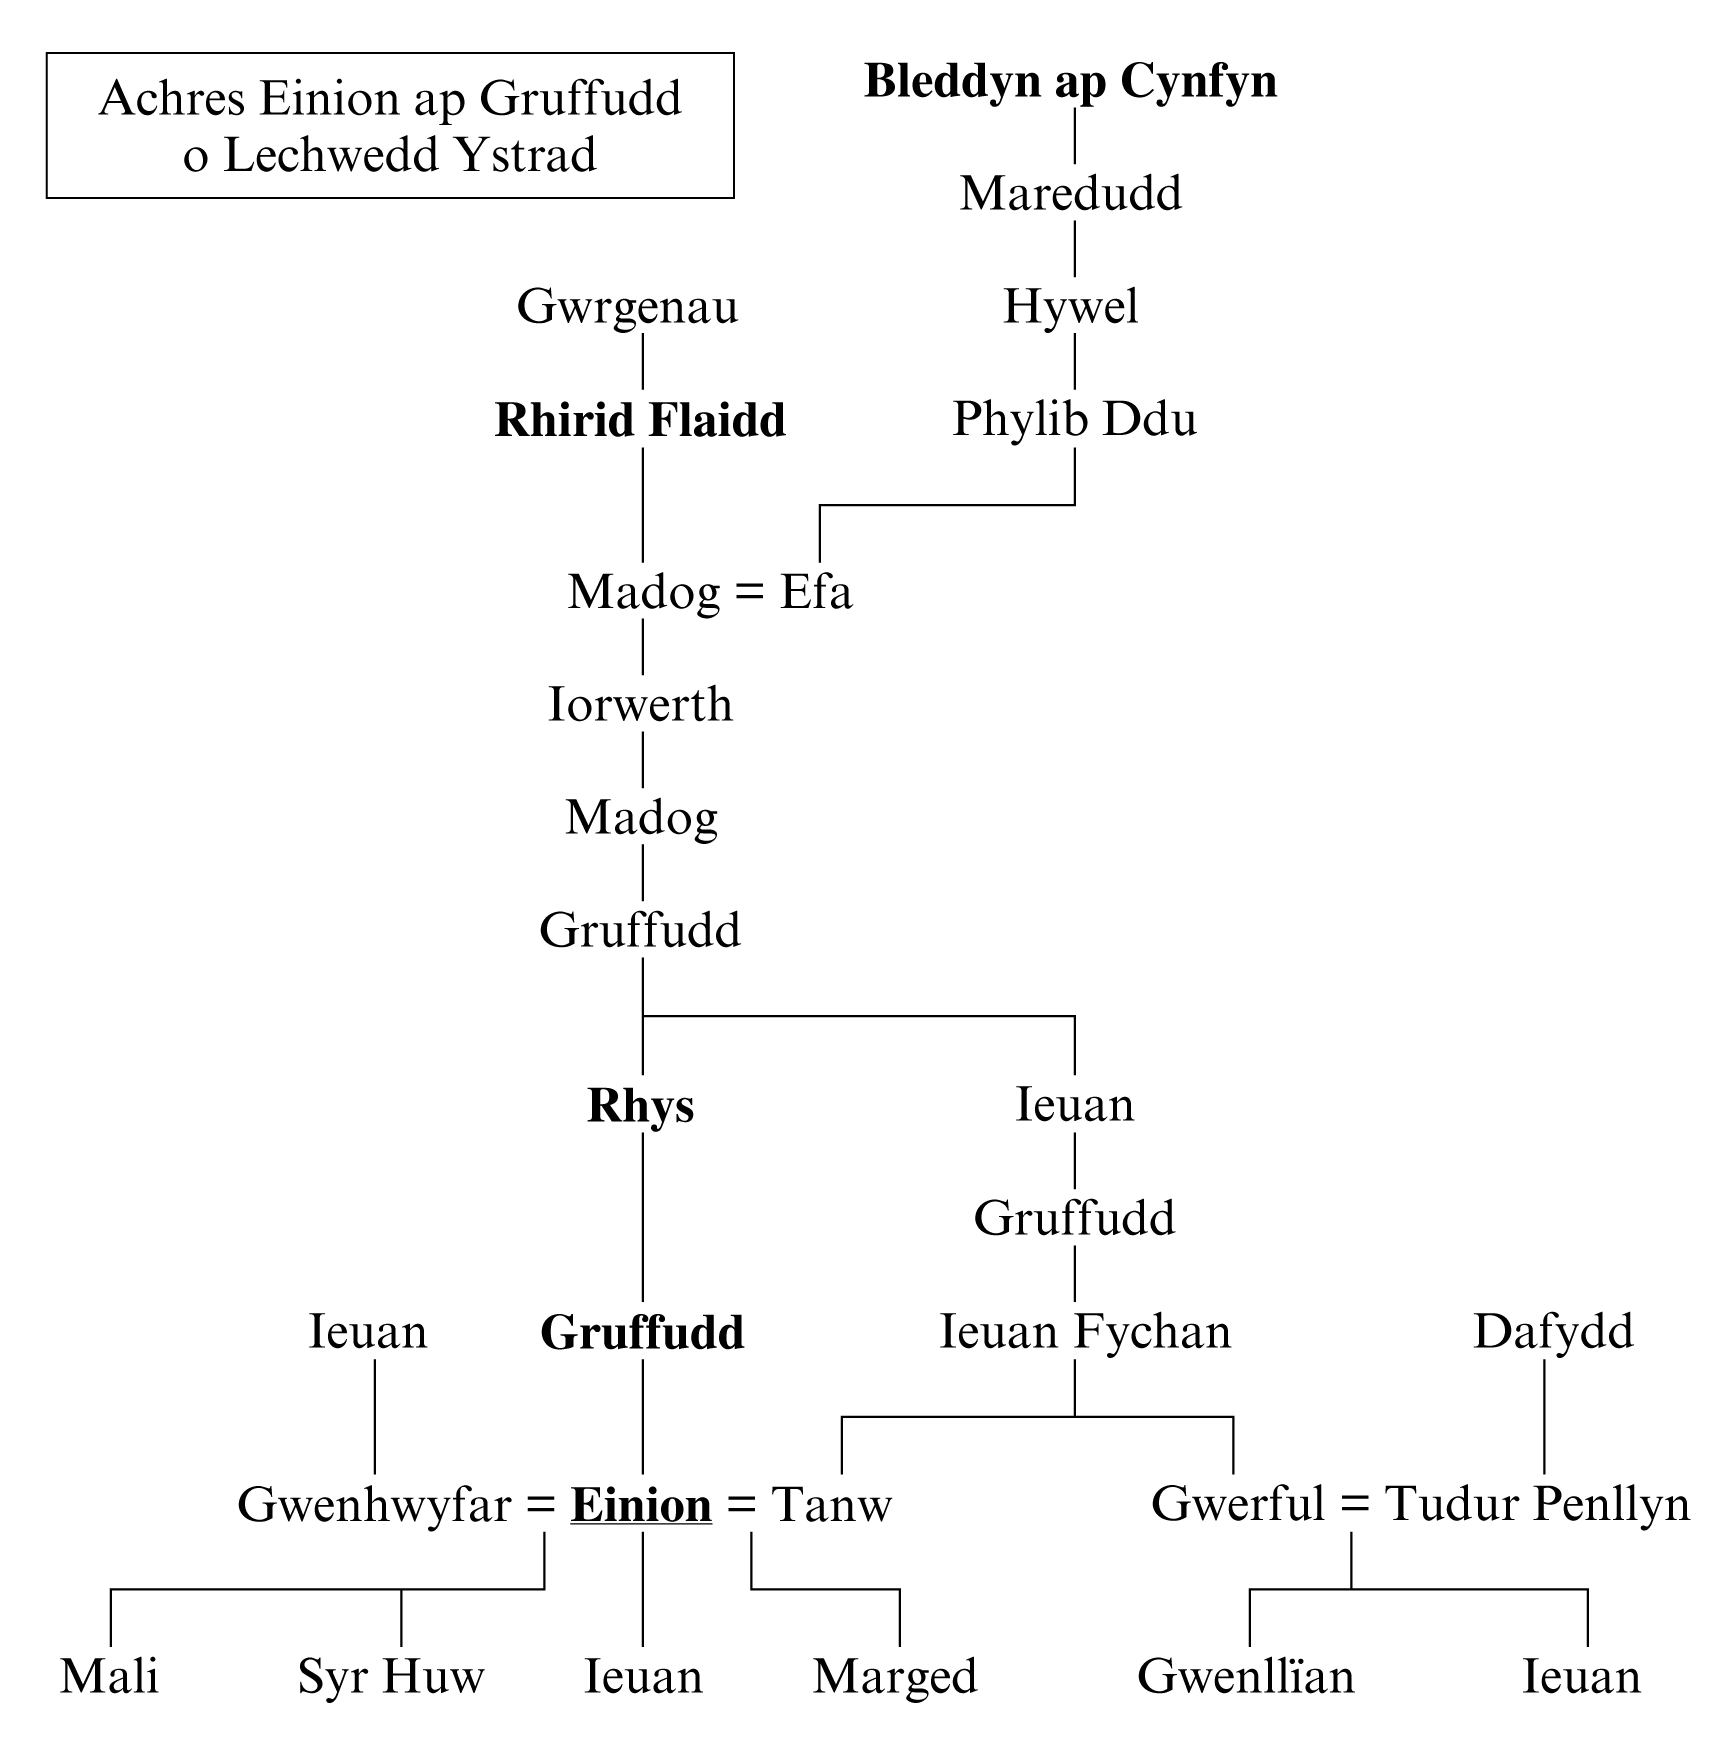 Achres Einion ap Gruffudd
o Lechwedd Ystrad
Bleddyn ap Cynfyn
Maredudd
Gwrgenau
Hywel
Rhirid Flaidd
Phylib Ddu
Madog = Efa
Iorwerth
Madog
Gruffudd
Rhys
Ieuan
Gruffudd
Ieuan
Gruffudd
Ieuan Fychan
Dafydd
Gwenhwyfar = Einion = Tanw
Gwerful = Tudur Penllyn
Mali
Syr Huw
Ieuan
Marged
Gwenllïan
Ieuan